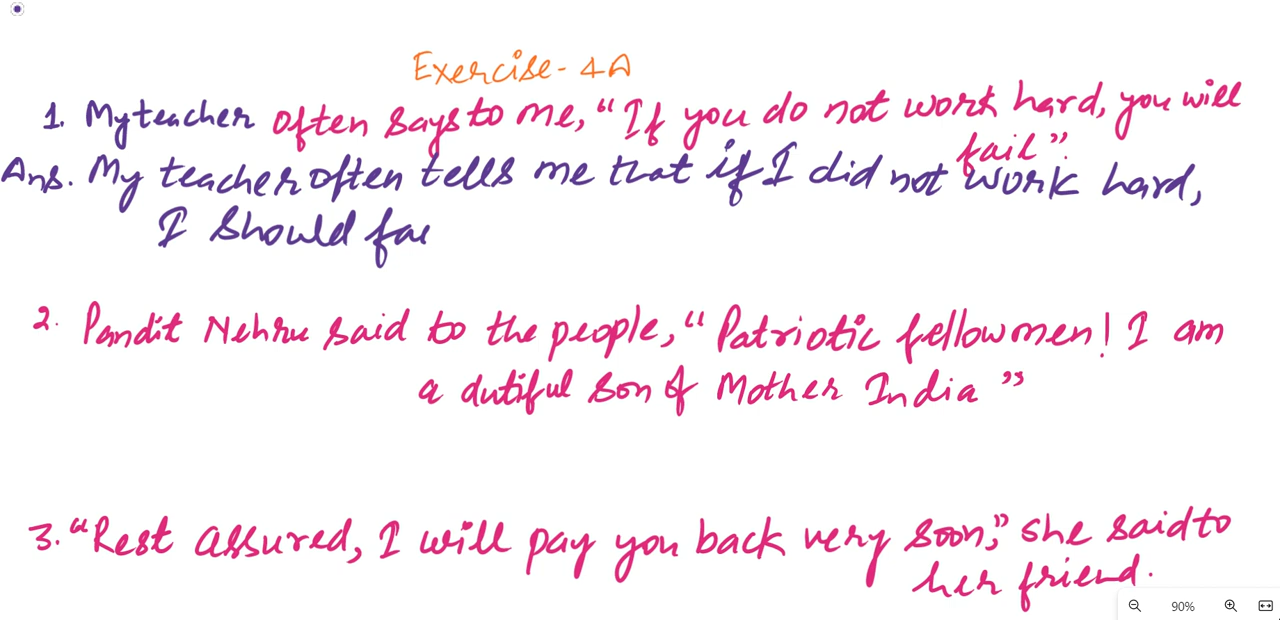 Exercise - 4A
1. My teacher often says to me, "If you do not work hard, you will
fail".
Ans. My teacher often tells me that if I did not work hard,
I should fai
2. Pandit Nehru said to the people, "Patriotic fellowmen! I am
a dutiful son of Mother India"
3. "Rest assured, I will pay you back very soon," she said to
her friend.
90%